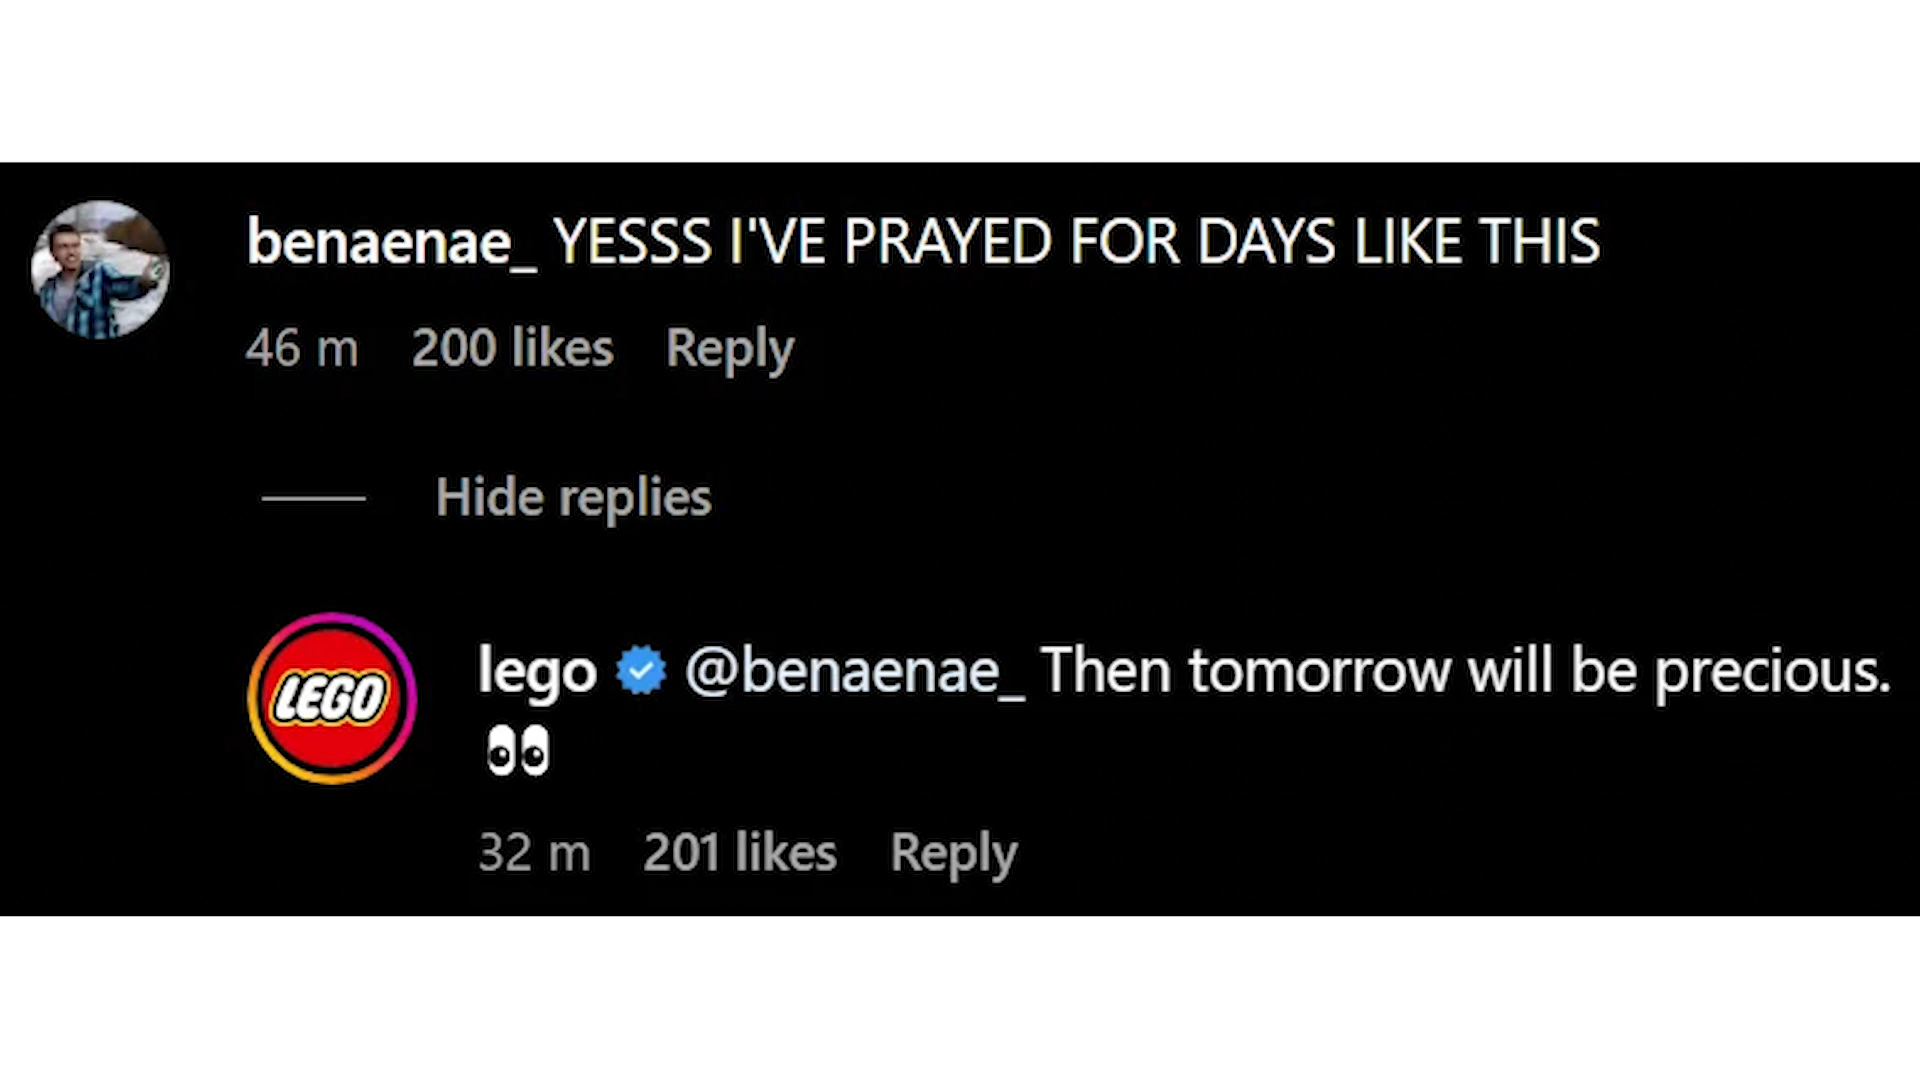 benaenae_ YESSS I'VE PRAYED FOR DAYS LIKE THIS
46 m 200 likes Reply
Hide replies
LEGO
lego @benaenae_ Then tomorrow will be precious.
👀
32 m 201 likes Reply